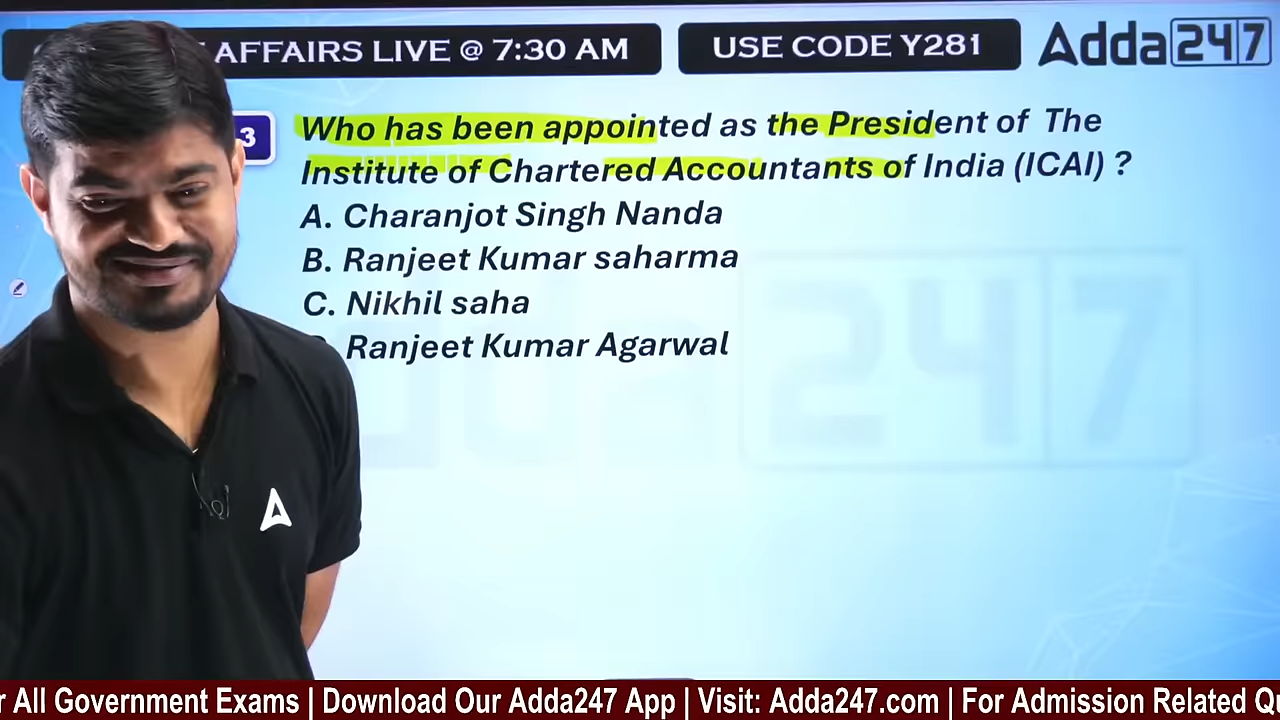 AFFAIRS LIVE @ 7:30 AM
USE CODE Y281
Adda247
3
Who has been appointed as the President of The
Institute of Chartered Accountants of India (ICAI) ?
A. Charanjot Singh Nanda
B. Ranjeet Kumar saharma
C. Nikhil saha
Ranjeet Kumar Agarwal
All Government Exams | Download Our Adda247 App | Visit: Adda247.com | For Admission Related